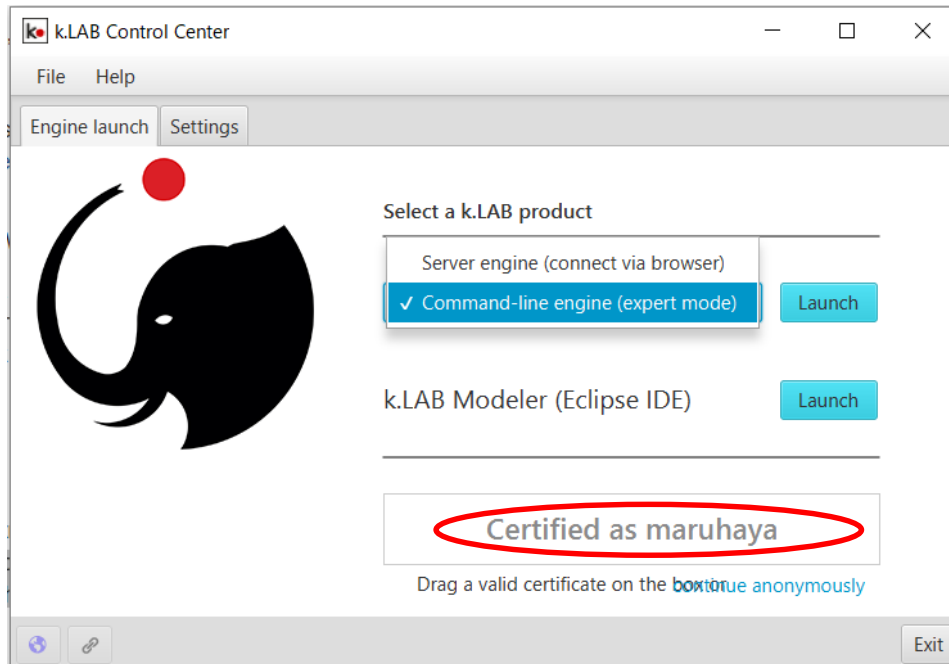 k. k.LAB Control Center
File Help
Engine launch Settings
Select a k.LAB product
Server engine (connect via browser)
✓ Command-line engine (expert mode) Launch
k.LAB Modeler (Eclipse IDE) Launch
Certified as maruhaya
Drag a valid certificate on the box or continue anonymously
Exit